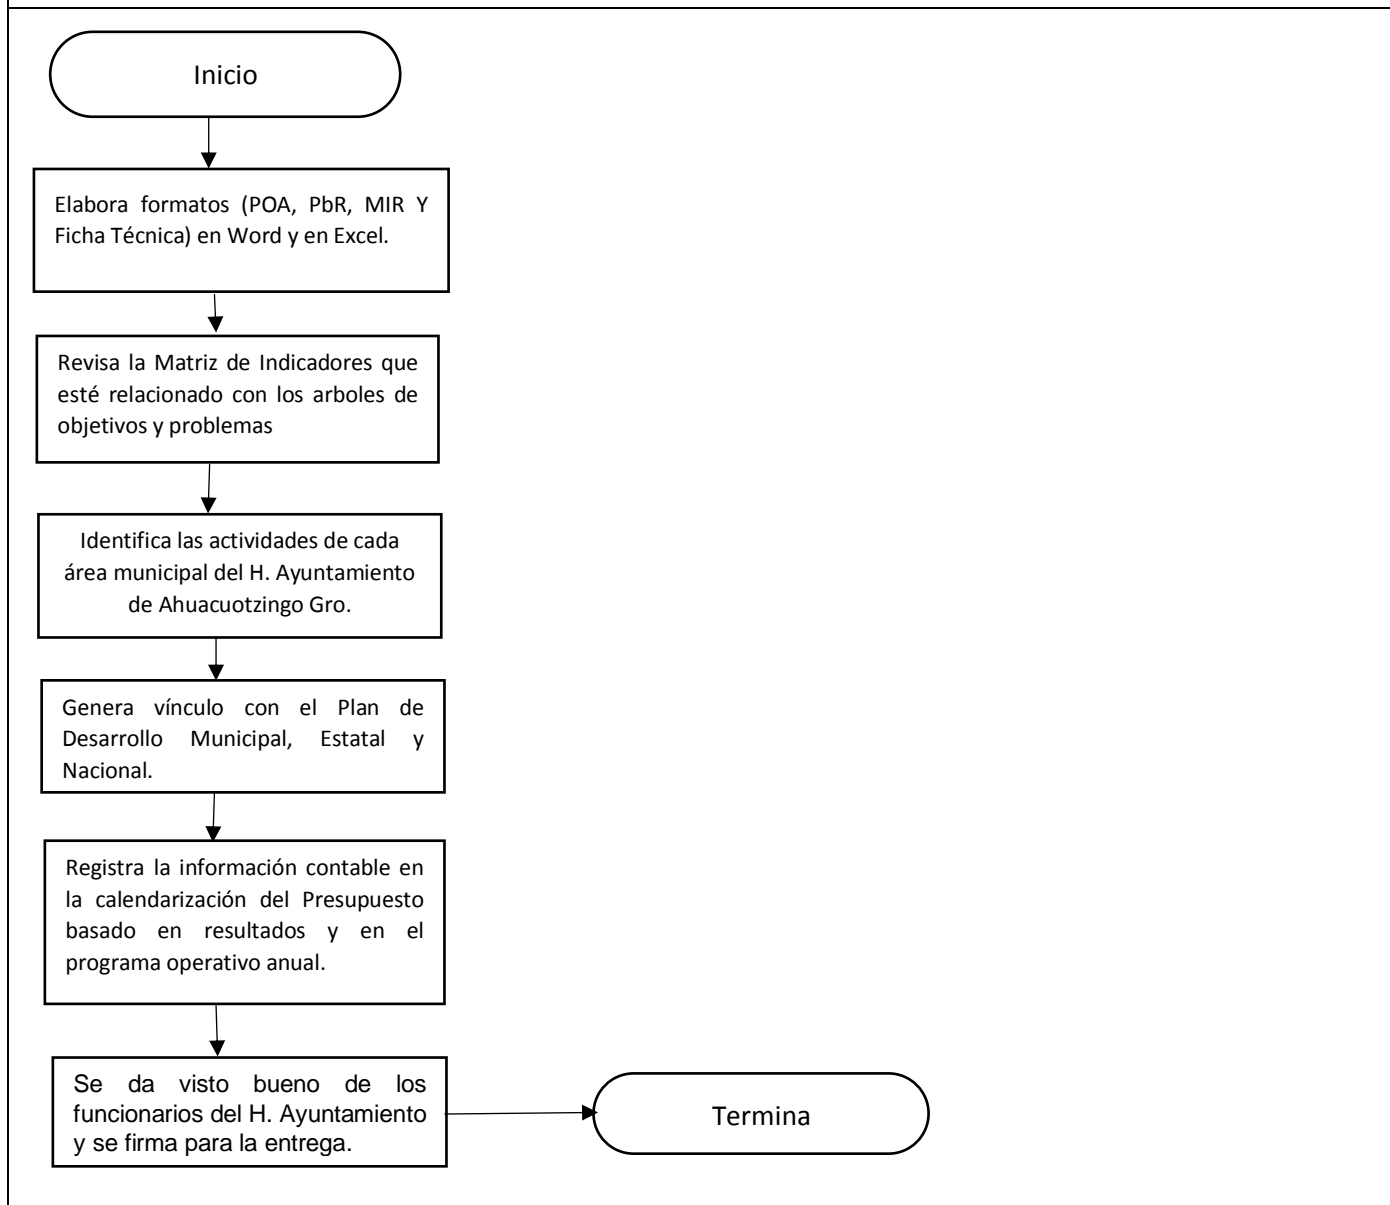 Inicio
Elabora formatos (POA, PbR, MIR Y
Ficha Técnica) en Word y en Excel.
Revisa la Matriz de Indicadores que
esté relacionado con los arboles de
objetivos y problemas
Identifica las actividades de cada
área municipal del H. Ayuntamiento
de Ahuacuotzingo Gro.
Genera vínculo con el Plan de
Desarrollo Municipal, Estatal y
Nacional.
Registra la información contable en
la calendarización del Presupuesto
basado en resultados y en el
programa operativo anual.
Se da visto bueno de los
funcionarios del H. Ayuntamiento
y se firma para la entrega.
Termina